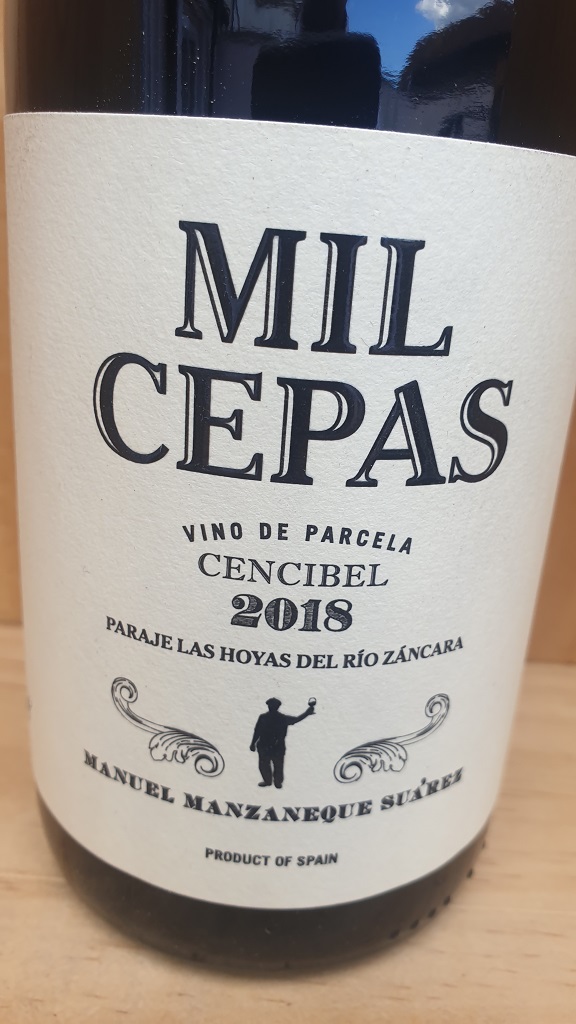 MIL
CEPAS
VINO DE PARCELA
CENCIBEL
2018
PARAJE LAS HOYAS DEL RÍO ZÁNCARA
MANUEL MANZANEQUE SUÁREZ
PRODUCT OF SPAIN